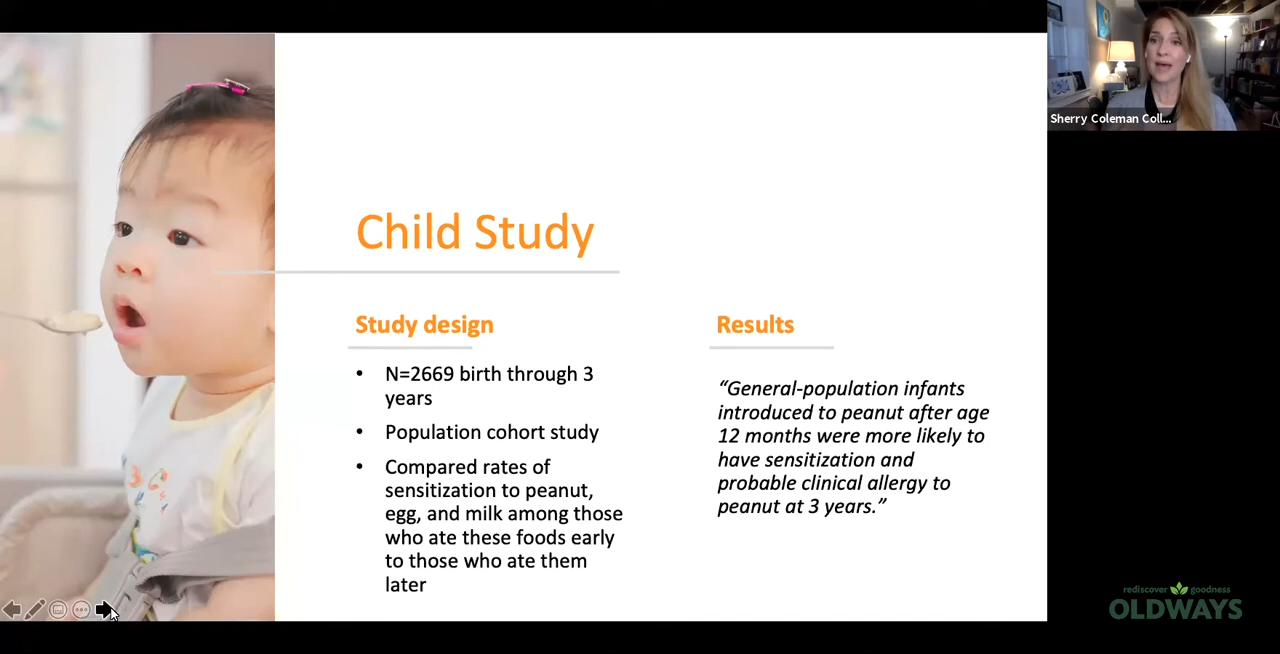 Child Study
Study design
• N=2669 birth through 3
years
• Population cohort study
• Compared rates of
sensitization to peanut,
egg, and milk among those
who ate these foods early
to those who ate them
later
Results
“General-population infants
introduced to peanut after age
12 months were more likely to
have sensitization and
probable clinical allergy to
peanut at 3 years.”
Sherry Coleman Coll...
rediscover goodness
OLDWAYS